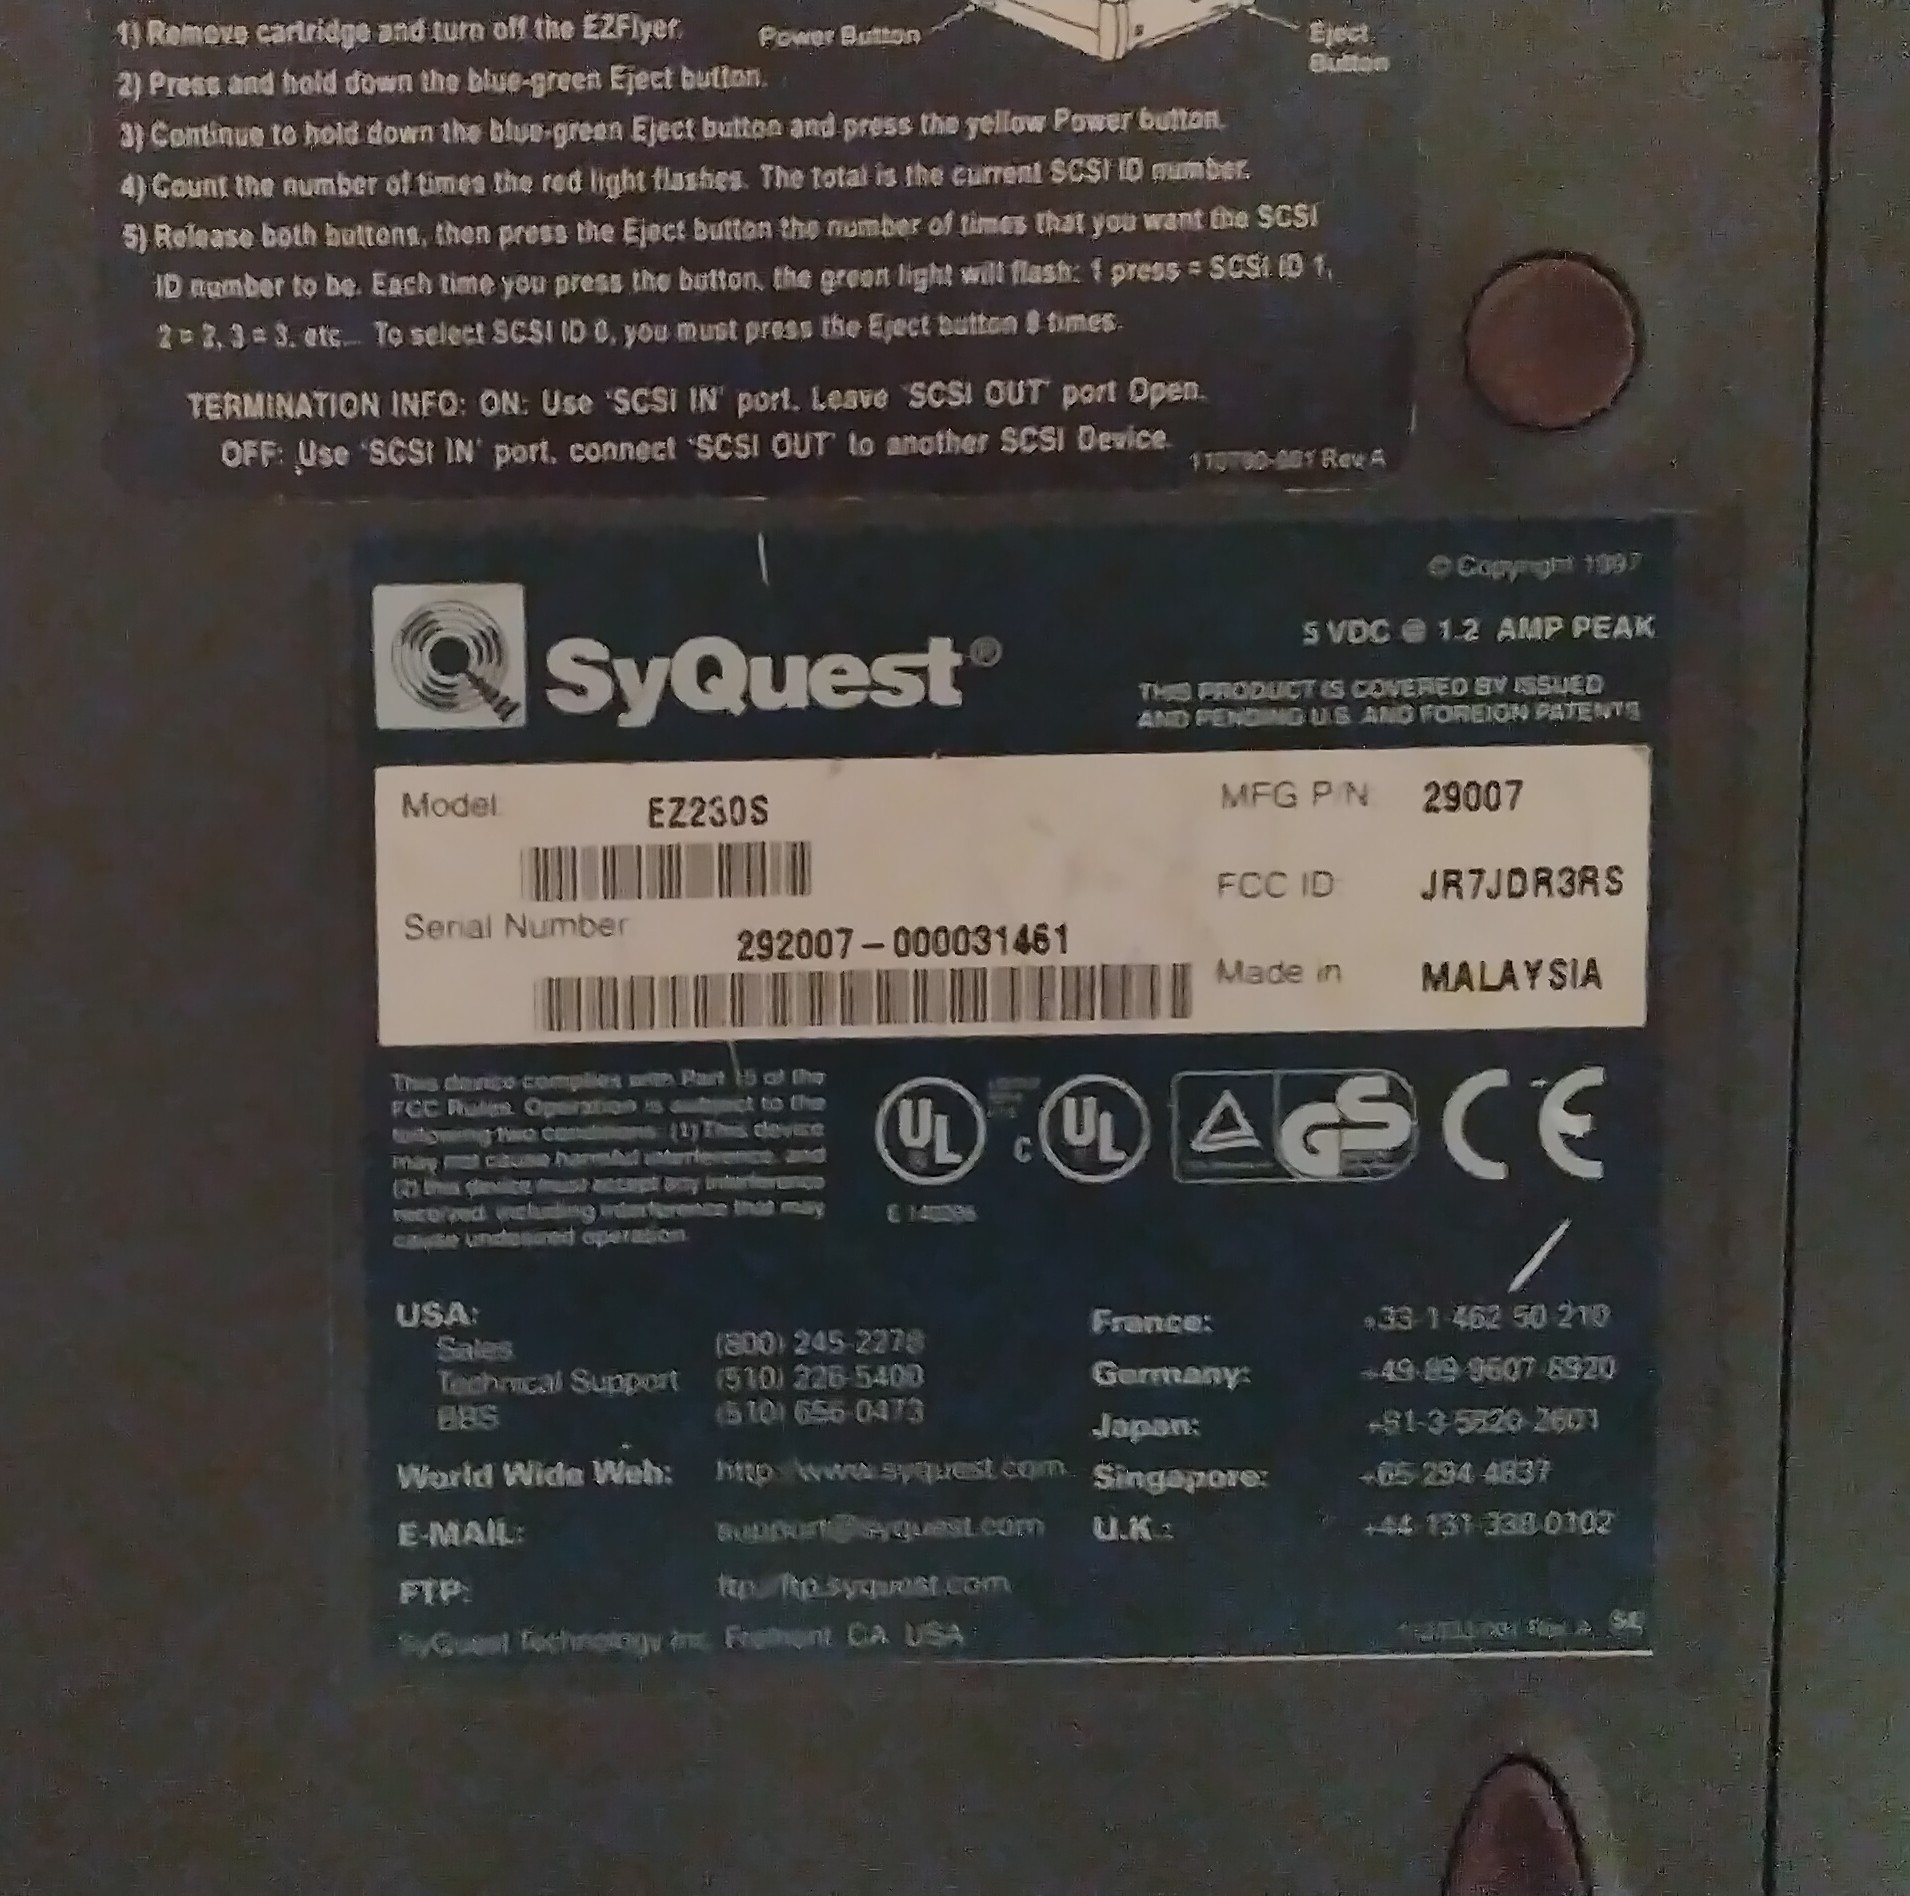 1) Remove cartridge and turn off the EZFlyer.
Power Button
Eject
Button
2) Press and hold down the blue-green Eject button.
3) Continue to hold down the blue-green Eject button and press the yellow Power button.
4) Count the number of times the red light flashes. The total is the current SCSI ID number.
5) Release both buttons, then press the Eject button the number of times that you want the SCSI
ID number to be. Each time you press the button, the green light will flash: 1 press = SCSI ID 1,
2 = 2, 3 = 3, etc... To select SCSI ID 0, you must press the Eject button 8 times.
TERMINATION INFO: ON: Use 'SCSI IN' port. Leave 'SCSI OUT' port Open.
OFF: Use 'SCSI IN' port, connect 'SCSI OUT' to another SCSI Device.
Rev A
© Copyright 1997
SyQuest®
5 VDC @ 1.2 AMP PEAK
THIS PRODUCT IS COVERED BY ISSUED
AND PENDING U.S. AND FOREIGN PATENTS
Model EZ230S
MFG P/N 29007
FCC ID JR7JDR3RS
Serial Number 292007-000031461
Made in MALAYSIA
This device complies with Part 15 of the
FCC Rules. Operation is subject to the
following two conditions: (1) This device
may not cause harmful interference, and
(2) this device must accept any interference
received, including interference that may
cause undesired operation.
UL
C UL
GS
CE
USA:
Sales (800) 245-2278
Technical Support (510) 226-5400
BBS (510) 656-0473
World Wide Web: http://www.syquest.com
E-MAIL: support@syquest.com
FTP: ftp://ftp.syquest.com
France: +33-1-462-50-210
Germany: +49-89-9607-6920
Japan: +81-3-5820-2601
Singapore: +65-294-4837
U.K.: +44-131-338-0102
SyQuest Technology Inc. Fremont CA USA
Rev A SE